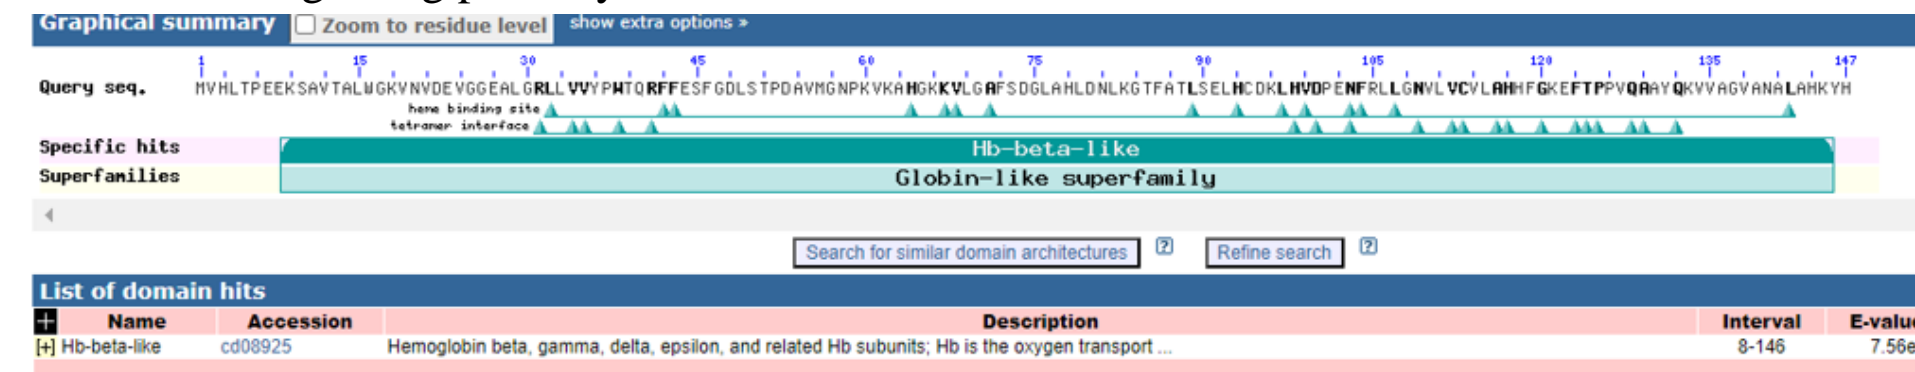 Graphical summary Zoom to residue level show extra options »
1 15 30 45 60 75 90 105 120 135 147
Query seq. MVHLTPEEKSAVTALWGKVNVDEVGGEALGRLLVVYPWTQRFFESFGDLSTPDAVMGNPKVKAHGKKVLGAFSDGLAHLDNLKGTFATLSELHCDKLHVDPENFRLLGNVLVCVLAHHFGKEFTPPVQAAYQKVVAGVANALAHKYH
heme binding site
tetramer interface
Specific hits Hb-beta-like
Superfamilies Globin-like superfamily
Search for similar domain architectures ? Refine search ?
List of domain hits
+ Name Accession Description Interval E-value
[+] Hb-beta-like cd08925 Hemoglobin beta, gamma, delta, epsilon, and related Hb subunits; Hb is the oxygen transport ... 8-146 7.56e